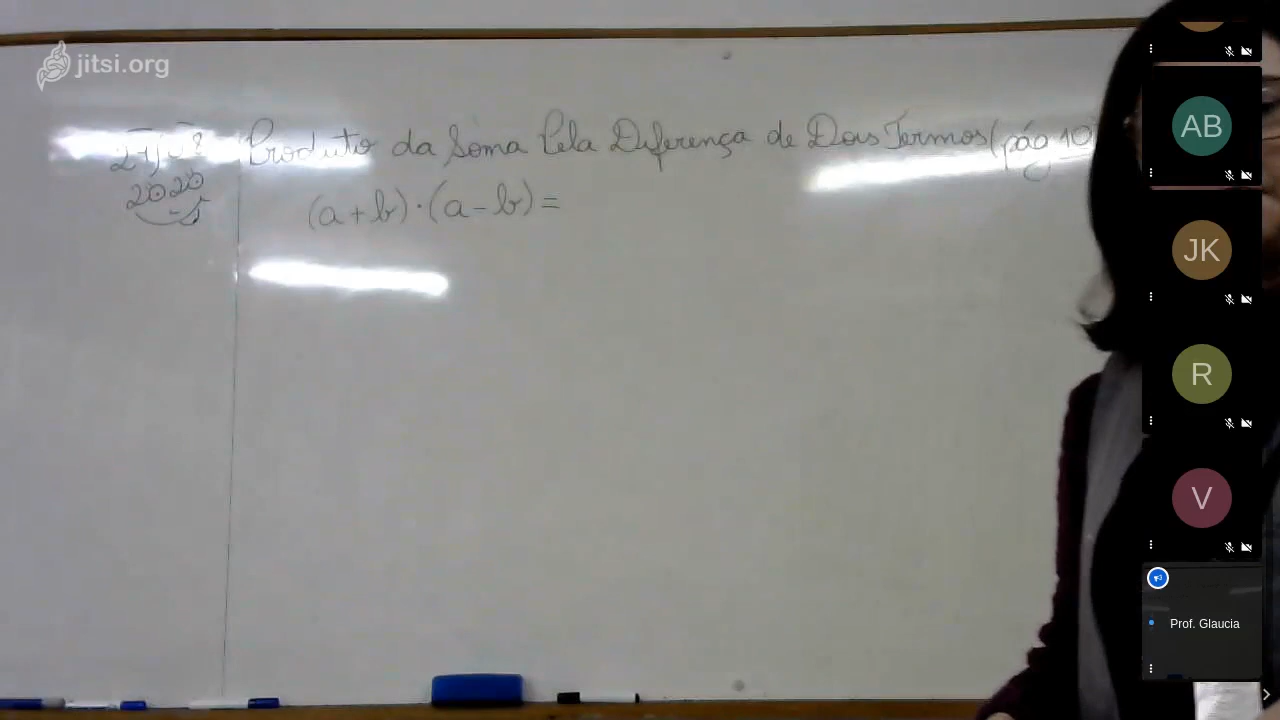 jitsi.org
Produto da Soma Pela Diferença de Dois Termos (pág 10
2020
(a+b)·(a-b)=
AB
JK
R
V
Prof. Glaucia